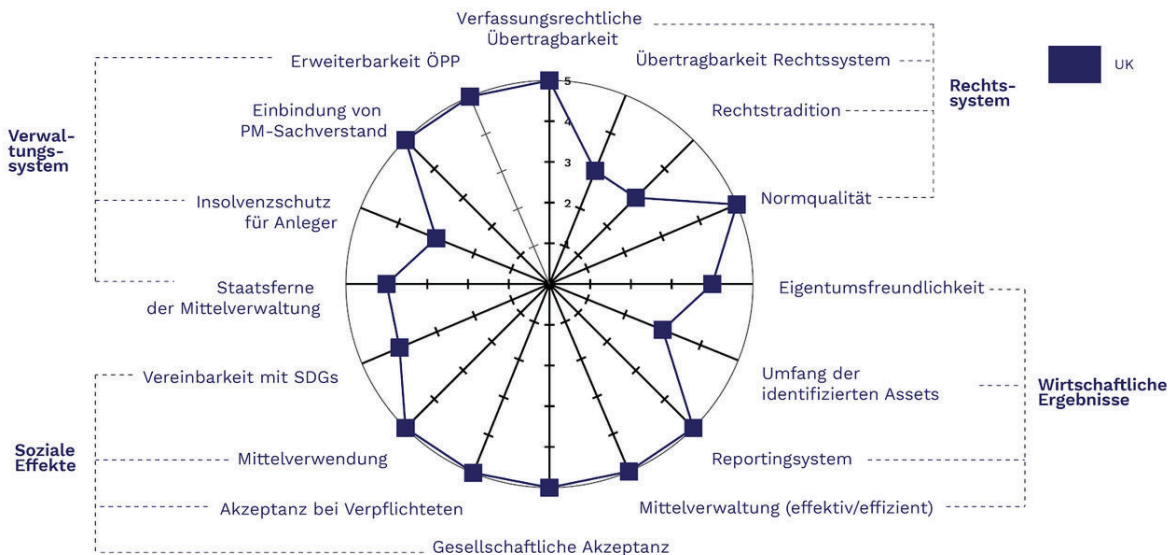 Verfassungsrechtliche
Übertragbarkeit
Erweiterbarkeit ÖPP
Übertragbarkeit Rechtssystem
UK
Rechts-
system
Einbindung von
PM-Sachverstand
Rechtstradition
Verwal-
tungs-
system
Insolvenzschutz
für Anleger
Normqualität
5
4
3
2
1
Staatsferne
der Mittelverwaltung
Eigentumsfreundlichkeit
Vereinbarkeit mit SDGs
Umfang der
identifizierten Assets
Wirtschaftliche
Ergebnisse
Soziale
Effekte
Mittelverwendung
Reportingsystem
Akzeptanz bei Verpflichteten
Mittelverwaltung (effektiv/effizient)
Gesellschaftliche Akzeptanz